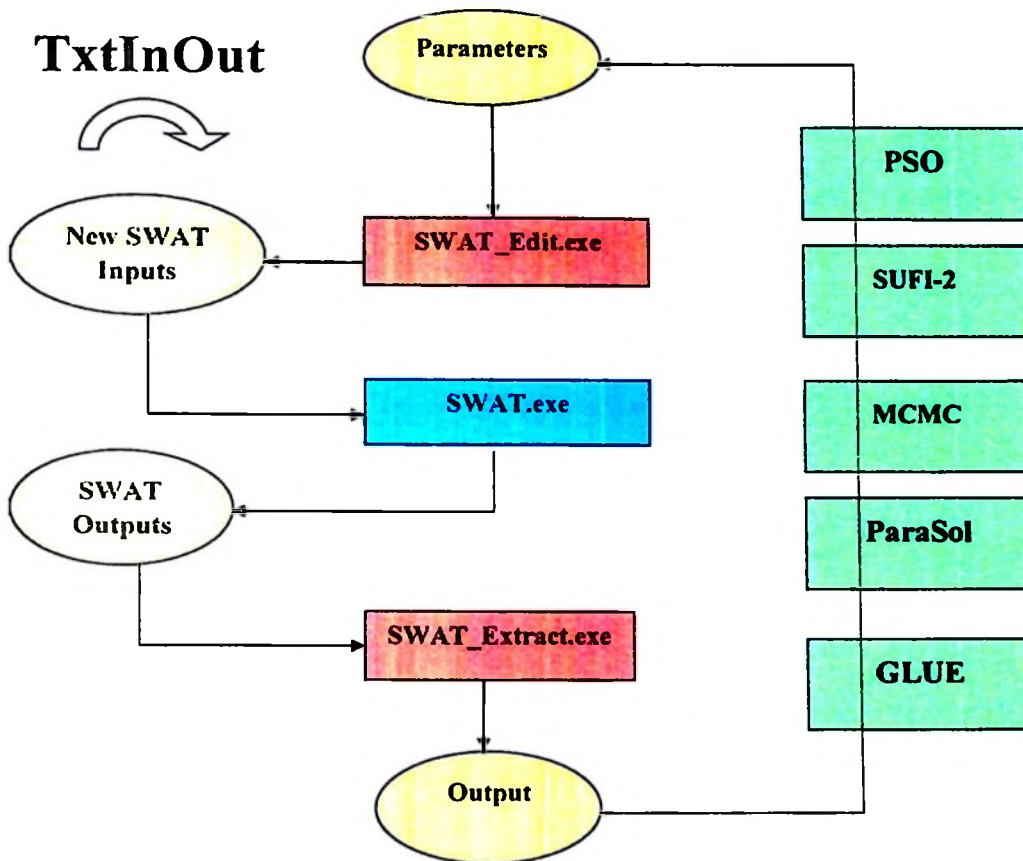 TxtInOut
Parameters
PSO
New SWAT
Inputs
SWAT_Edit.exe
SUFI-2
SWAT.exe
MCMC
SWAT
Outputs
ParaSol
SWAT_Extract.exe
GLUE
Output